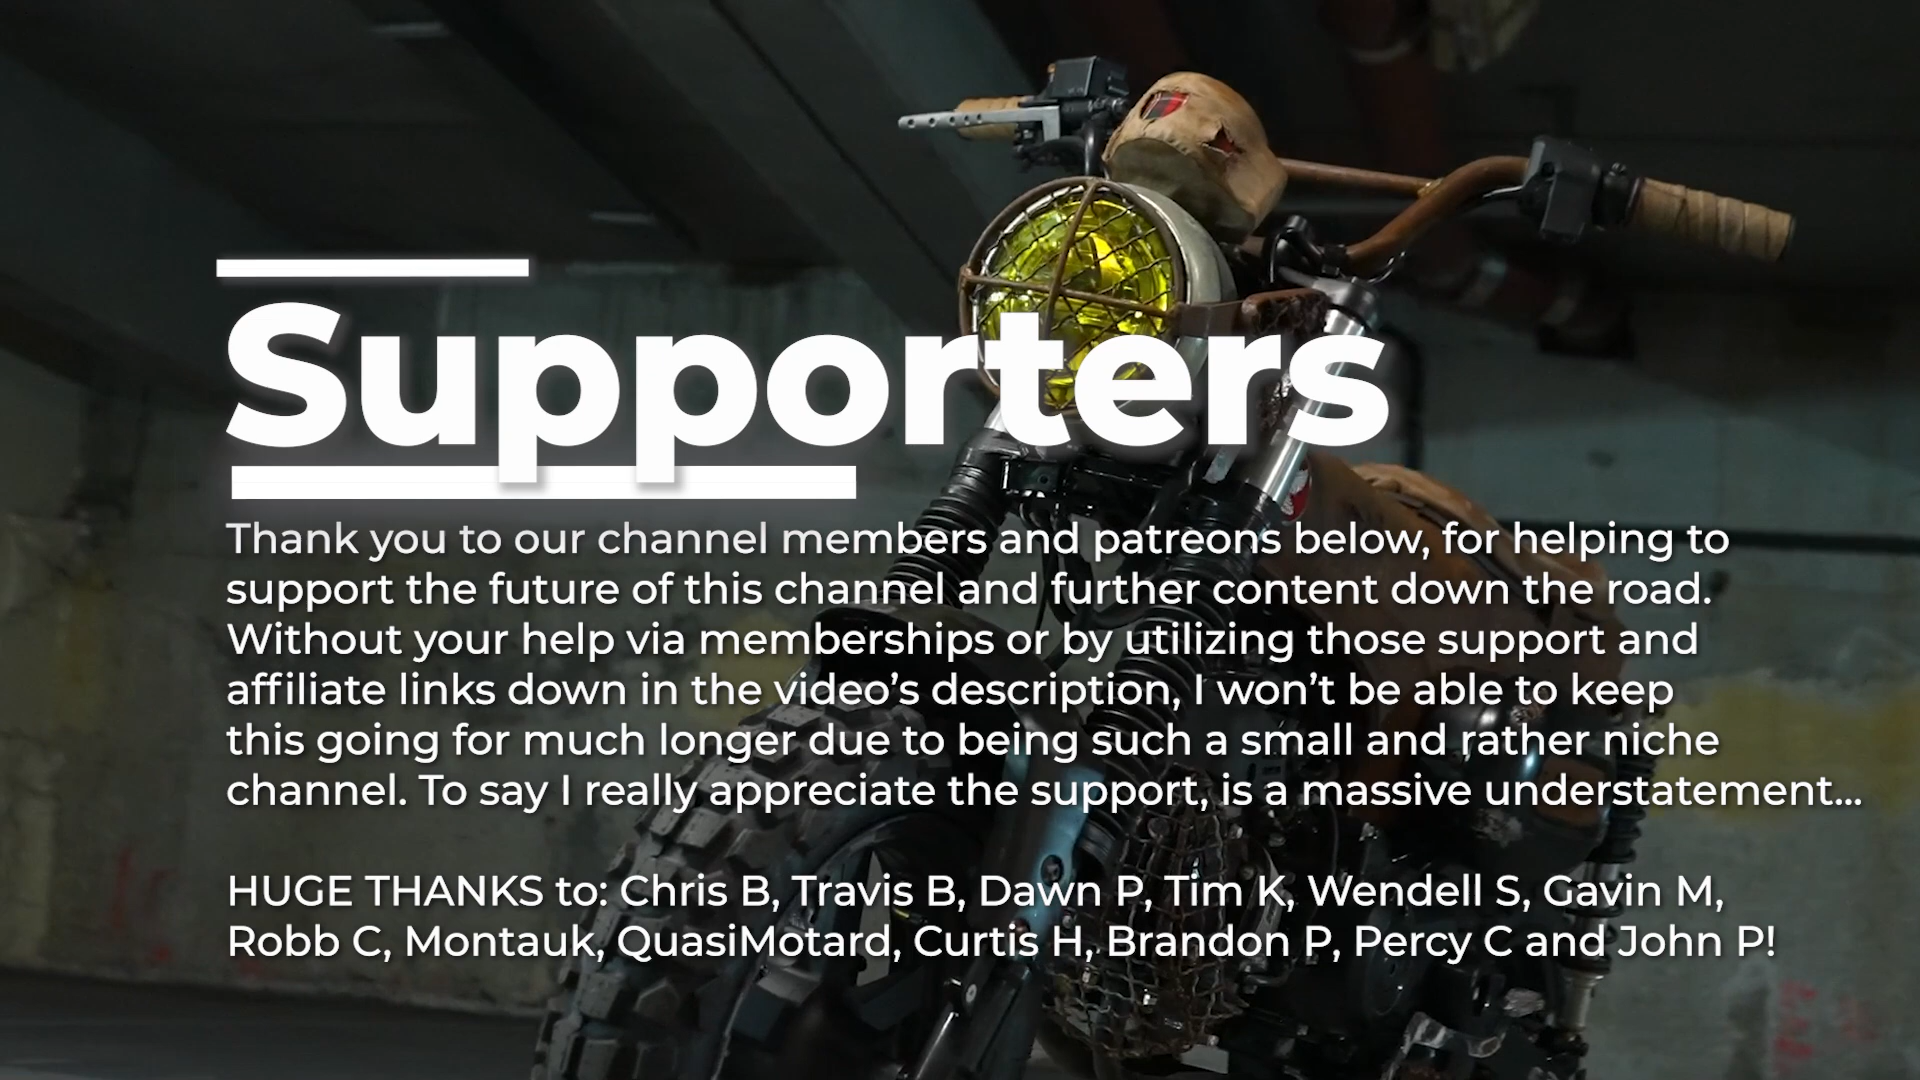 Supporters
Thank you to our channel members and patreons below, for helping to
support the future of this channel and further content down the road.
Without your help via memberships or by utilizing those support and
affiliate links down in the video’s description, I won’t be able to keep
this going for much longer due to being such a small and rather niche
channel. To say I really appreciate the support, is a massive understatement...
HUGE THANKS to: Chris B, Travis B, Dawn P, Tim K, Wendell S, Gavin M,
Robb C, Montauk, QuasiMotard, Curtis H, Brandon P, Percy C and John P!